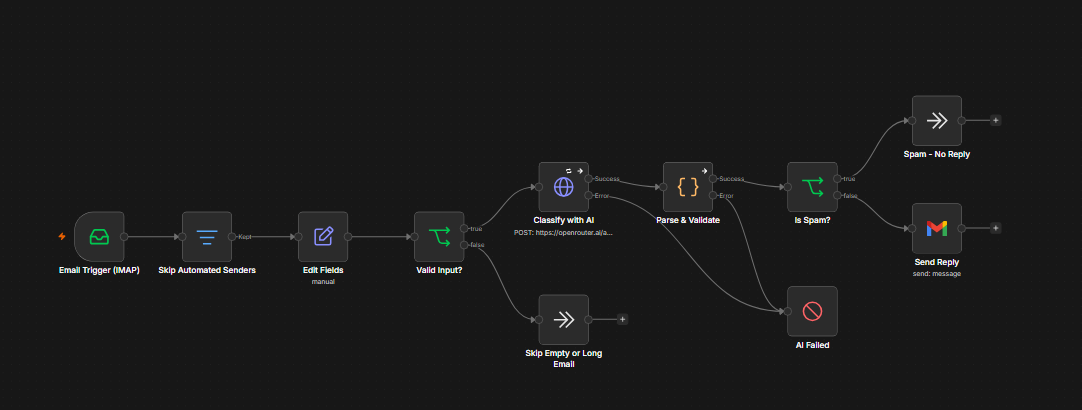 Email Trigger (IMAP)
Kept
Skip Automated Senders
Edit Fields
manual
true
false
Valid Input?
Success
Error
Classify with AI
POST: https://openrouter.ai/a...
Skip Empty or Long
Email
Success
Error
Parse & Validate
true
false
Is Spam?
AI Failed
Spam - No Reply
Send Reply
send: message